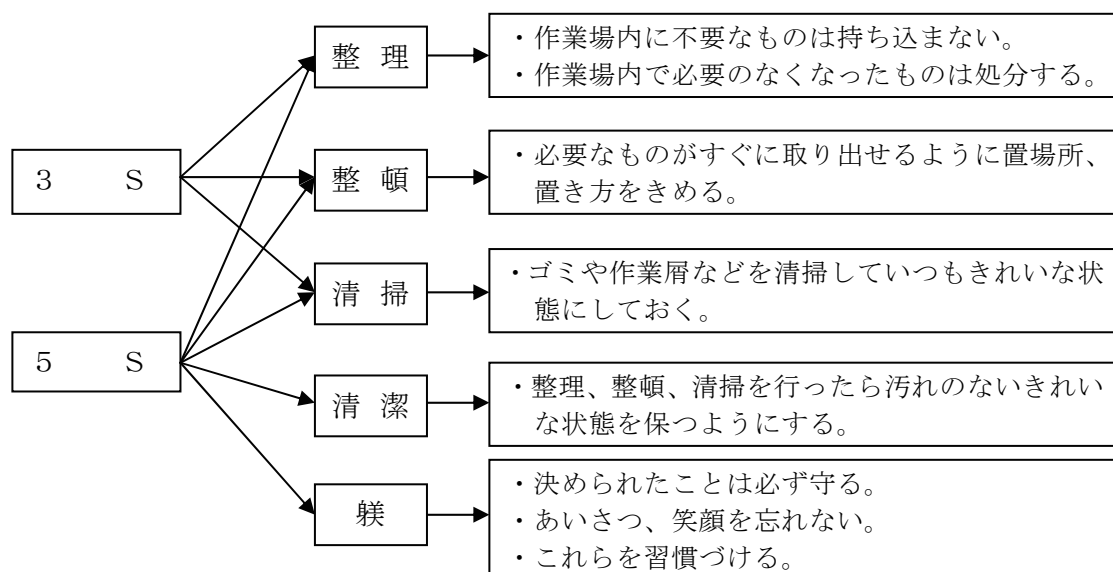 整 理
・作業場内に不要なものは持ち込まない。
・作業場内で必要のなくなったものは処分する。
3 S
整 頓
・必要なものがすぐに取り出せるように置場所、
置き方をきめる。
清 掃
・ゴミや作業屑などを清掃していつもきれいな状
態にしておく。
5 S
清 潔
・整理、整頓、清掃を行ったら汚れのないきれい
な状態を保つようにする。
躾
・決められたことは必ず守る。
・あいさつ、笑顔を忘れない。
・これらを習慣づける。